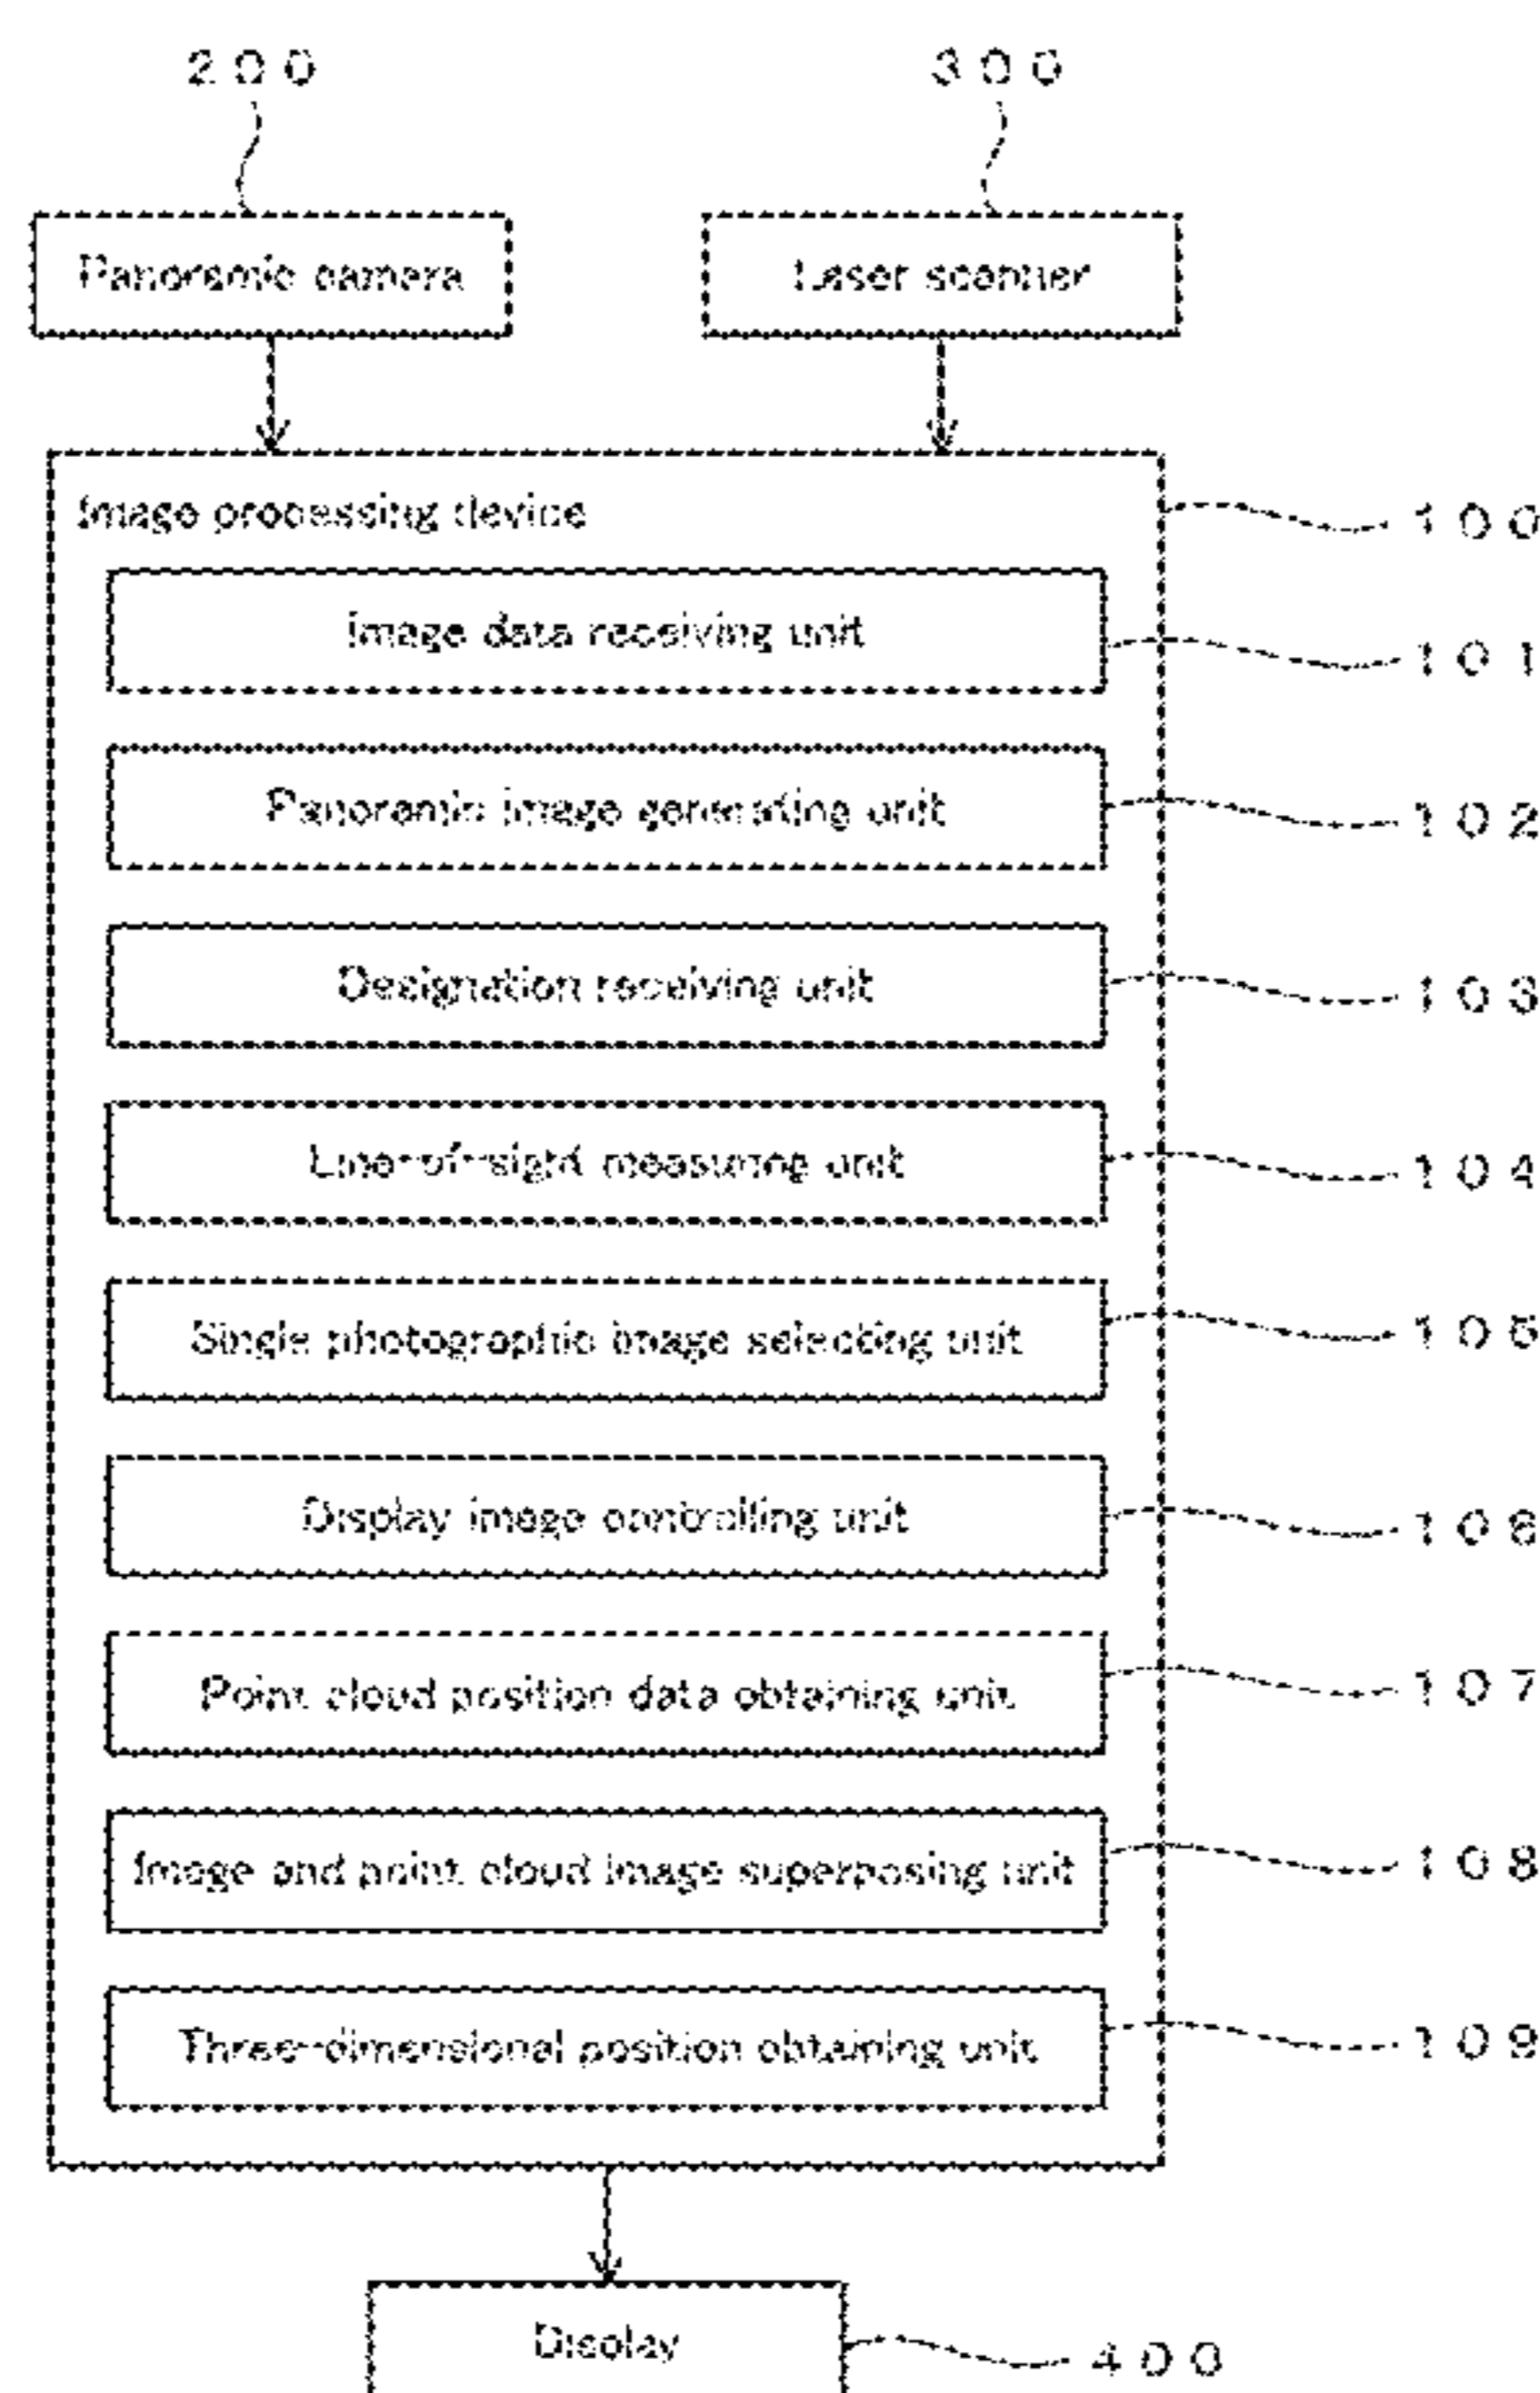 200 300
Panoramic camera Laser scanner
Image processing device 100
Image data receiving unit 101
Panoramic image generating unit 102
Designation receiving unit 103
Line-of-sight measuring unit 104
Single photographic image selecting unit 105
Display image controlling unit 106
Point cloud position data obtaining unit 107
Image and point cloud image superposing unit 108
Three-dimensional position obtaining unit 109
Display 400